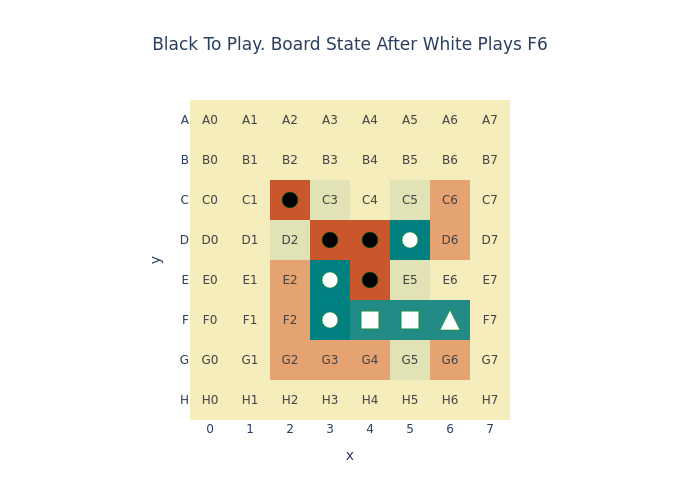 Black To Play. Board State After White Plays F6
A A0 A1 A2 A3 A4 A5 A6 A7
B B0 B1 B2 B3 B4 B5 B6 B7
C C0 C1 C3 C4 C5 C6 C7
D D0 D1 D2 D6 D7
y
E E0 E1 E2 E5 E6 E7
F F0 F1 F2 F7
G G0 G1 G2 G3 G4 G5 G6 G7
H H0 H1 H2 H3 H4 H5 H6 H7
0 1 2 3 4 5 6 7
x